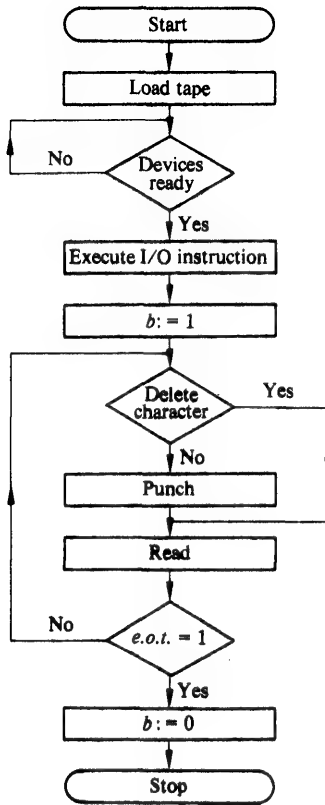 Start
Load tape
No
Devices
ready
Yes
Execute I/O instruction
b: = 1
Delete
character
Yes
No
Punch
Read
No
e.o.t. = 1
Yes
b: = 0
Stop